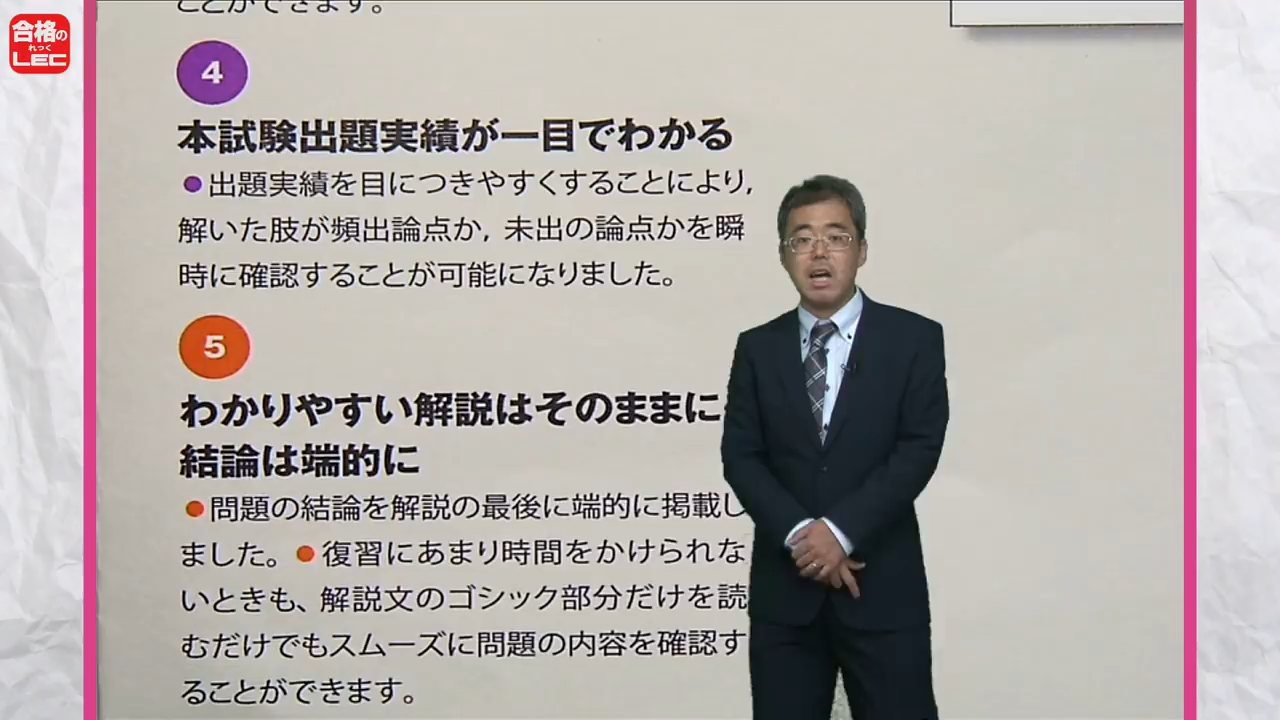 合格の
れっく
LEC
ことができます。
4
本試験出題実績が一目でわかる
●出題実績を目につきやすくすることにより,
解いた肢が頻出論点か, 未出の論点かを瞬
時に確認することが可能になりました。
5
わかりやすい解説はそのままに
結論は端的に
●問題の結論を解説の最後に端的に掲載し
ました。●復習にあまり時間をかけられな
いときも、解説文のゴシック部分だけを読
むだけでもスムーズに問題の内容を確認す
ることができます。